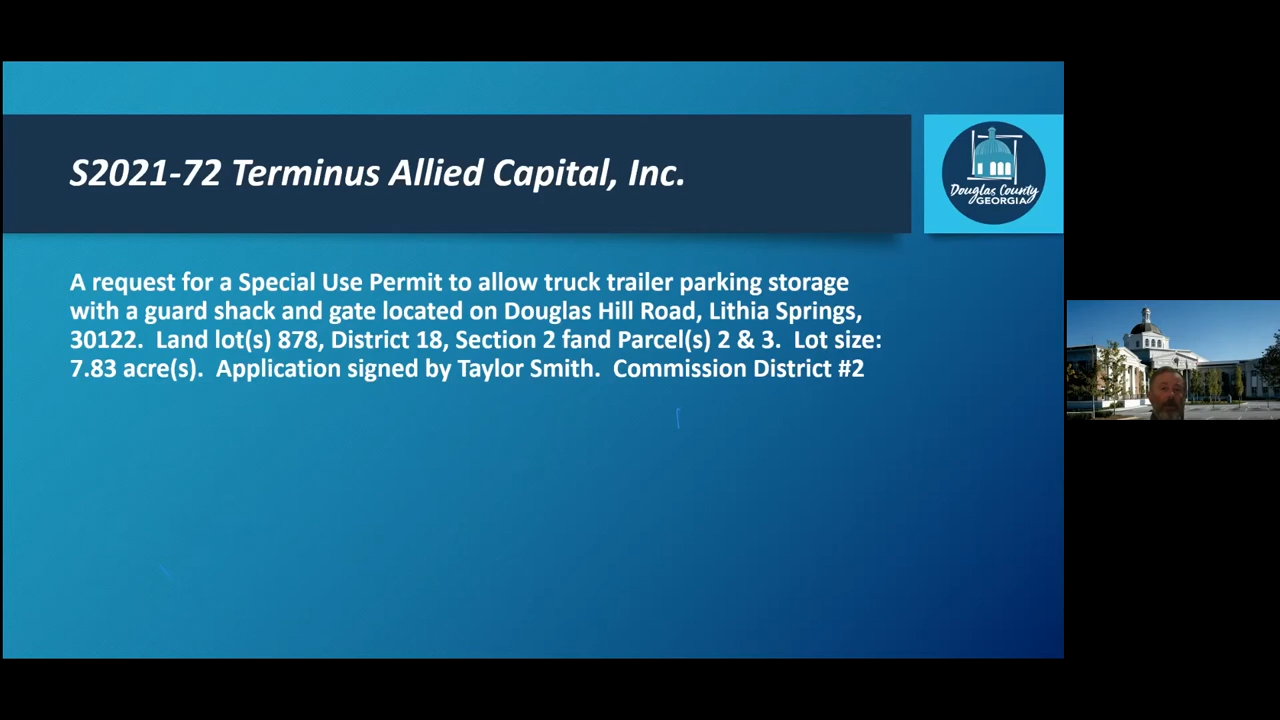 S2021-72 Terminus Allied Capital, Inc.
Douglas County
GEORGIA
A request for a Special Use Permit to allow truck trailer parking storage
with a guard shack and gate located on Douglas Hill Road, Lithia Springs,
30122.  Land lot(s) 878, District 18, Section 2 fand Parcel(s) 2 & 3.  Lot size:
7.83 acre(s).  Application signed by Taylor Smith.  Commission District #2